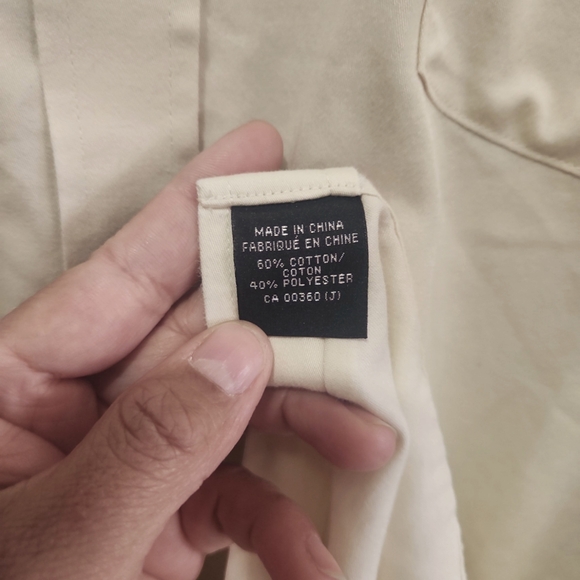 MADE IN CHINA
FABRIQUÉ EN CHINE
60% COTTON/
COTON
40% POLYESTER
CA 00360 (J)